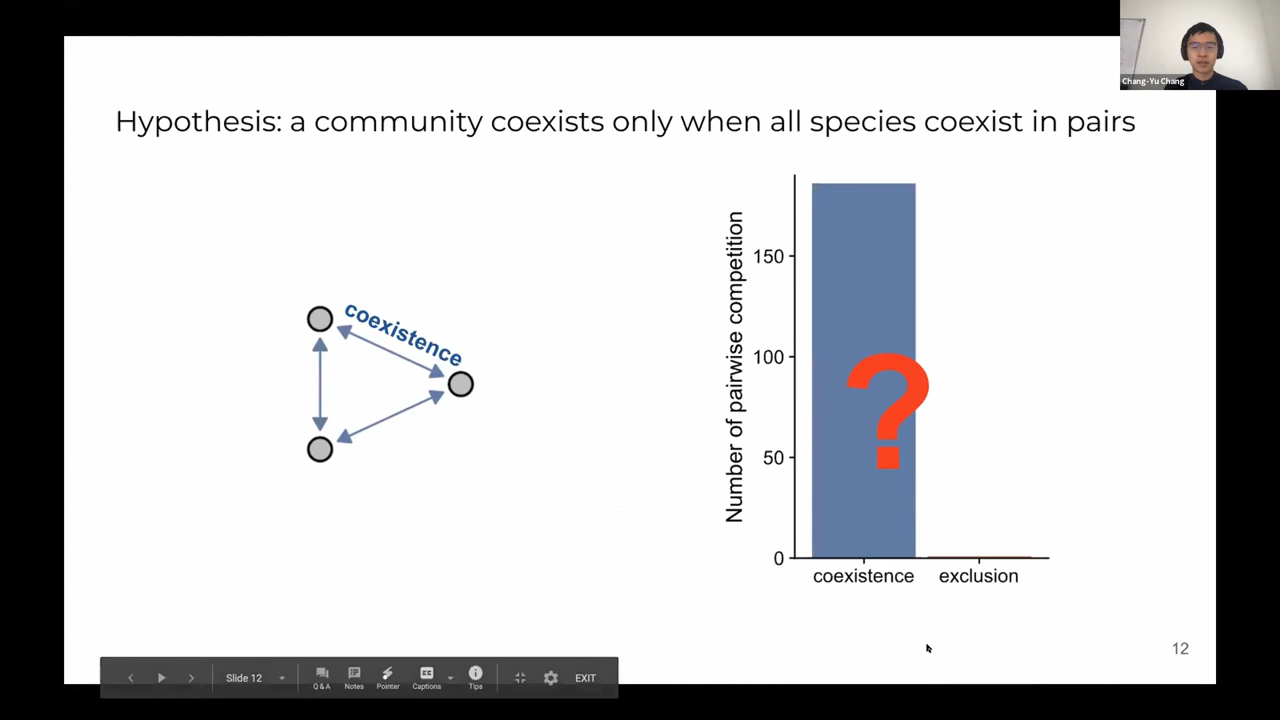 Chang-Yu Chang
Hypothesis: a community coexists only when all species coexist in pairs
coexistence
Number of pairwise competition
150
100
50
0
?
coexistence
exclusion
12
Slide 12
Q & A
Notes
Pointer
CC
Captions
Tips
EXIT